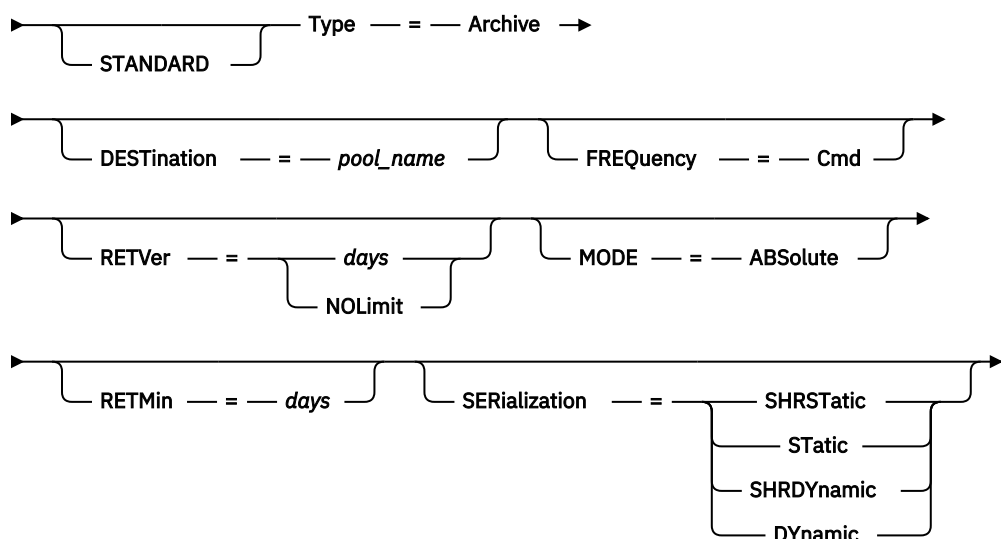 Type = Archive
STANDARD
DESTination = pool_name FREQuency = Cmd
RETVer = days MODE = ABSolute
NOLimit
RETMin = days SERialization = SHRSTatic
STatic
SHRDYnamic
DYnamic